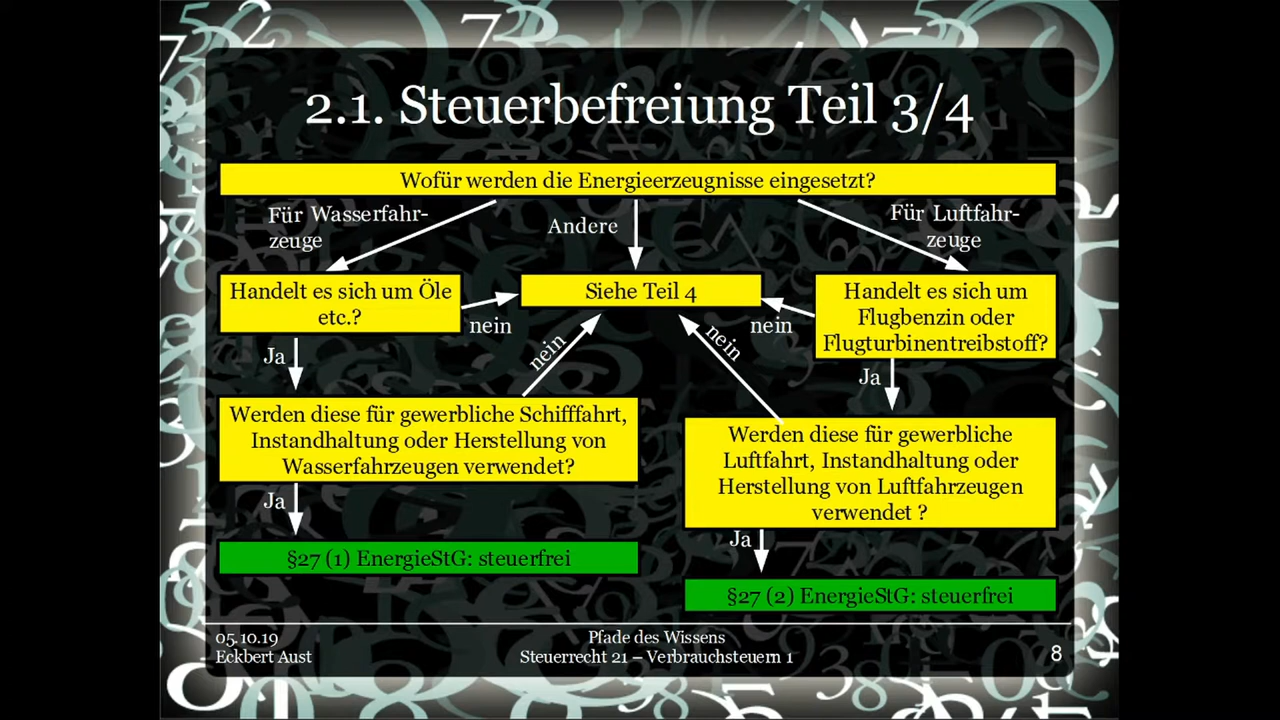 2.1. Steuerbefreiung Teil 3/4
Wofür werden die Energieerzeugnisse eingesetzt?
Für Wasserfahr-
zeuge
Andere
Für Luftfahr-
zeuge
Handelt es sich um Öle
etc.?
nein
Siehe Teil 4
nein
Handelt es sich um
Flugbenzin oder
Flugturbinentreibstoff?
Ja
nein
nein
Ja
Werden diese für gewerbliche Schifffahrt,
Instandhaltung oder Herstellung von
Wasserfahrzeugen verwendet?
Werden diese für gewerbliche
Luftfahrt, Instandhaltung oder
Herstellung von Luftfahrzeugen
verwendet ?
Ja
Ja
§27 (1) EnergieStG: steuerfrei
§27 (2) EnergieStG: steuerfrei
05.10.19
Eckbert Aust
Pfade des Wissens
Steuerrecht 21 – Verbrauchsteuern 1
8